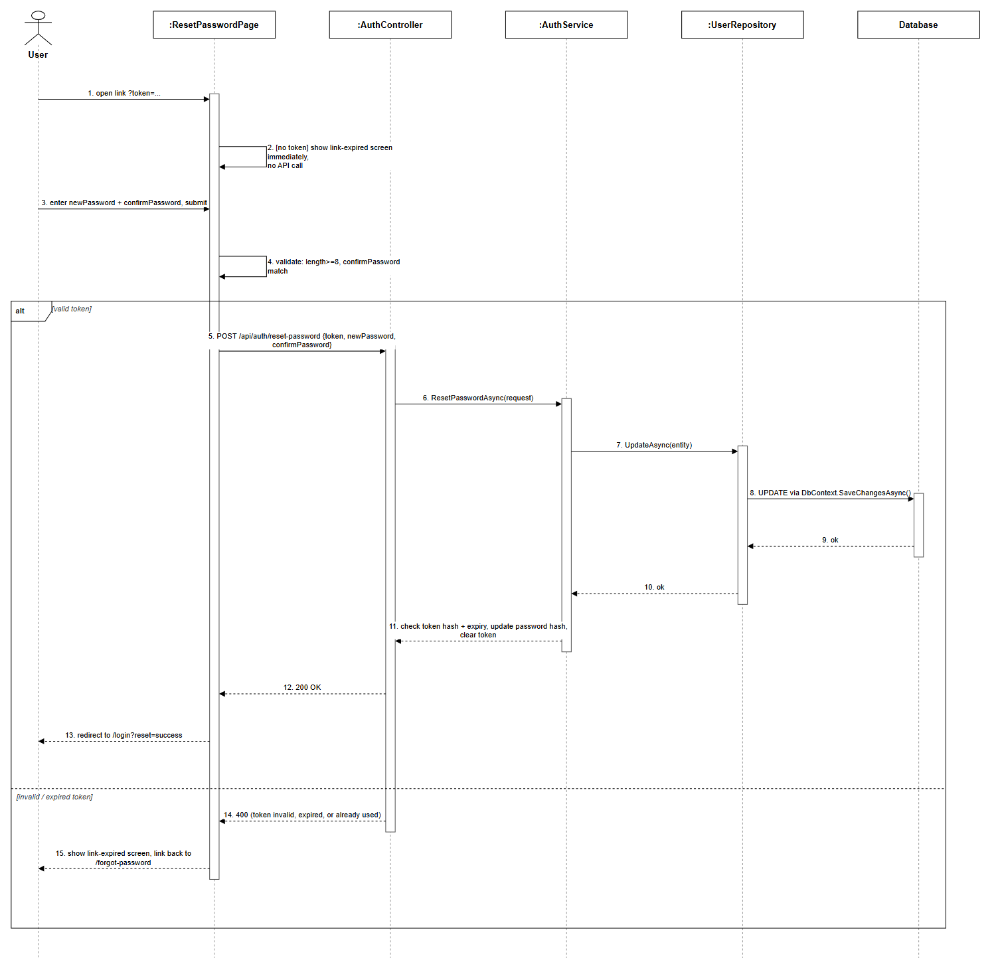 :ResetPasswordPage
:AuthController
:AuthService
:UserRepository
Database
User
1. open link ?token=...
2. [no token] show link-expired screen
immediately,
no API call
3. enter newPassword + confirmPassword, submit
4. validate: length>=8, confirmPassword
match
alt
[valid token]
5. POST /api/auth/reset-password {token, newPassword,
confirmPassword}
6. ResetPasswordAsync(request)
7. UpdateAsync(entity)
8. UPDATE via DbContext.SaveChangesAsync()
9. ok
10. ok
11. check token hash + expiry, update password hash,
clear token
12. 200 OK
13. redirect to /login?reset=success
[invalid / expired token]
14. 400 (token invalid, expired, or already used)
15. show link-expired screen, link back to
/forgot-password